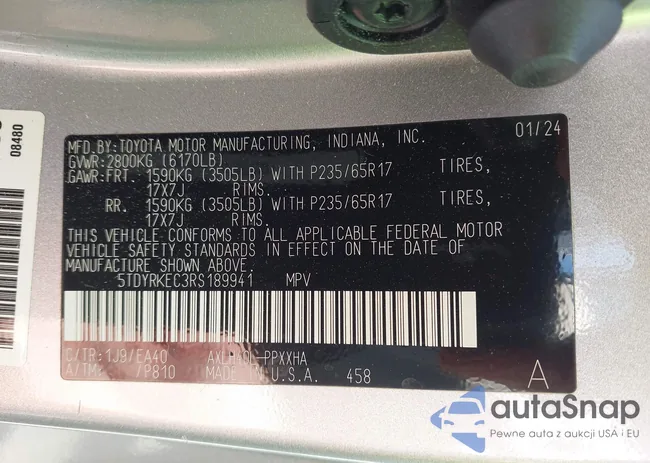 08480
MFD.BY:TOYOTA MOTOR MANUFACTURING, INDIANA, INC. 01/24
GVWR:2800KG (6170LB)
GAWR:FRT. 1590KG (3505LB) WITH P235/65R17 TIRES,
17X7J RIMS.
RR. 1590KG (3505LB) WITH P235/65R17 TIRES,
17X7J RIMS.
THIS VEHICLE CONFORMS TO ALL APPLICABLE FEDERAL MOTOR
VEHICLE SAFETY STANDARDS IN EFFECT ON THE DATE OF
MANUFACTURE SHOWN ABOVE.
5TDYRKEC3RS189941 MPV
C/TR:1J9/EA40
A/TM: /P810 MADE IN U.S.A. 458 A
autaSnap
Pewne auta z aukcji USA i EU